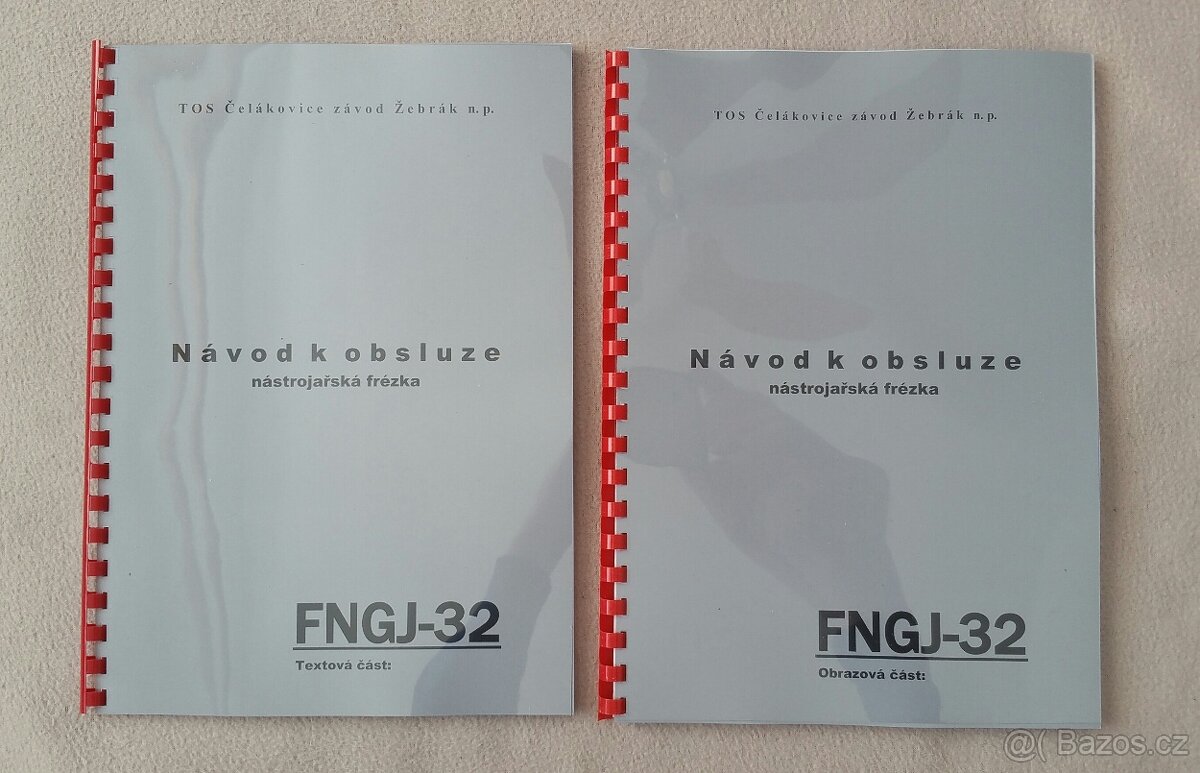 TOS Čelákovice závod Žebrák n.p.
Návod k obsluze
nástrojařská frézka
FNGJ-32
Textová část:
TOS Čelákovice závod Žebrák n.p.
Návod k obsluze
nástrojařská frézka
FNGJ-32
Obrazová část:
@( Bazos.cz